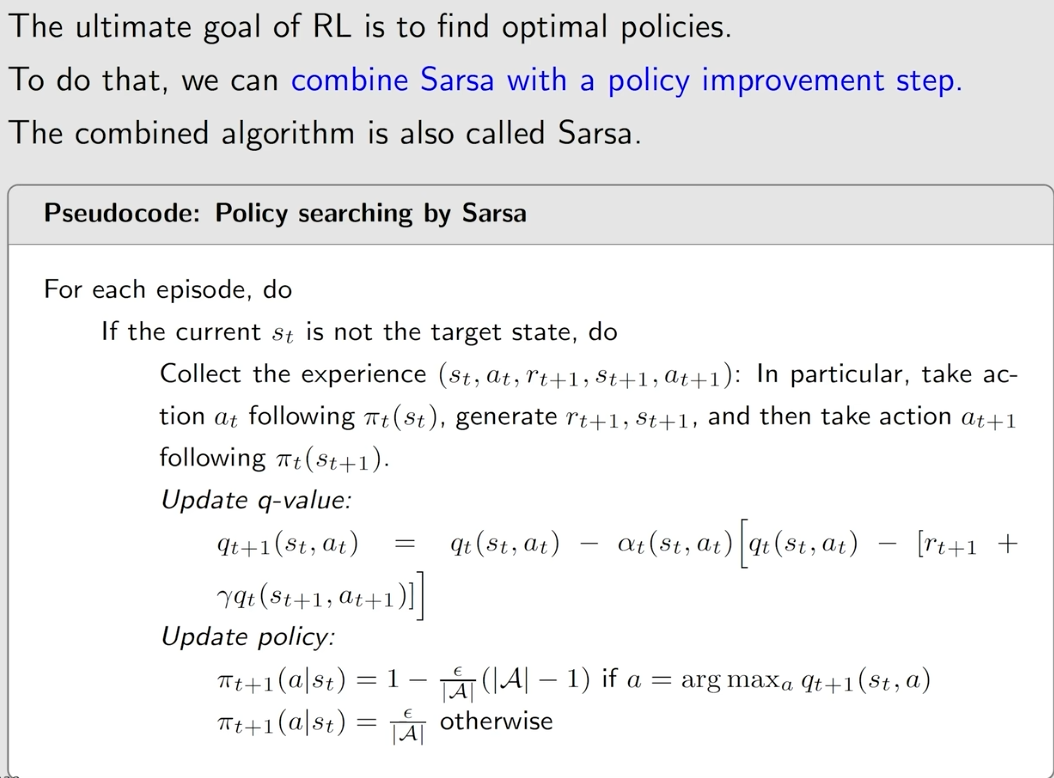 The ultimate goal of RL is to find optimal policies.
To do that, we can combine Sarsa with a policy improvement step.
The combined algorithm is also called Sarsa.
Pseudocode: Policy searching by Sarsa
For each episode, do
If the current $s_t$ is not the target state, do
Collect the experience $(s_t, a_t, r_{t+1}, s_{t+1}, a_{t+1})$: In particular, take ac-
tion $a_t$ following $\pi_t(s_t)$, generate $r_{t+1}, s_{t+1}$, and then take action $a_{t+1}$
following $\pi_t(s_{t+1})$.
Update q-value:
$q_{t+1}(s_t, a_t) = q_t(s_t, a_t) - \alpha_t(s_t, a_t) \Big[ q_t(s_t, a_t) - [r_{t+1} +$
$\gamma q_t(s_{t+1}, a_{t+1})] \Big]$
Update policy:
$\pi_{t+1}(a|s_t) = 1 - \frac{\epsilon}{|\mathcal{A}|}(|\mathcal{A}| - 1)$ if $a = \arg\max_a q_{t+1}(s_t, a)$
$\pi_{t+1}(a|s_t) = \frac{\epsilon}{|\mathcal{A}|}$ otherwise